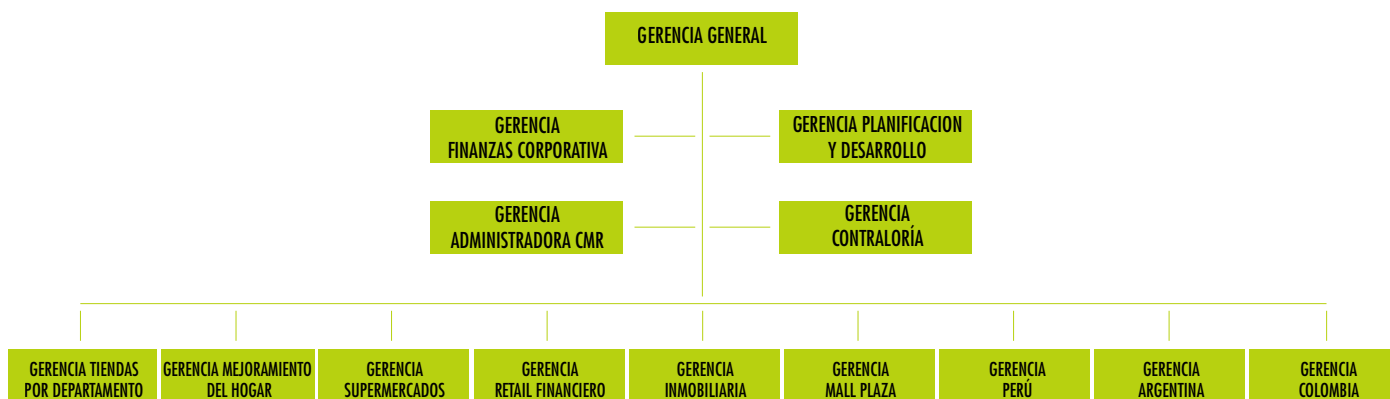 GERENCIA GENERAL
GERENCIA
FINANZAS CORPORATIVA
GERENCIA PLANIFICACION
Y DESARROLLO
GERENCIA
ADMINISTRADORA CMR
GERENCIA
CONTRALORÍA
GERENCIA TIENDAS
POR DEPARTAMENTO
GERENCIA MEJORAMIENTO
DEL HOGAR
GERENCIA
SUPERMERCADOS
GERENCIA
RETAIL FINANCIERO
GERENCIA
INMOBILIARIA
GERENCIA
MALL PLAZA
GERENCIA
PERÚ
GERENCIA
ARGENTINA
GERENCIA
COLOMBIA